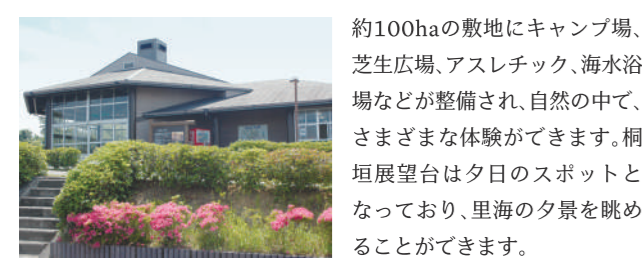 約100haの敷地にキャンプ場、
芝生広場、アスレチック、海水浴
場などが整備され、自然の中で、
さまざまな体験ができます。桐
垣展望台は夕日のスポットと
なっており、里海の夕景を眺め
ることができます。